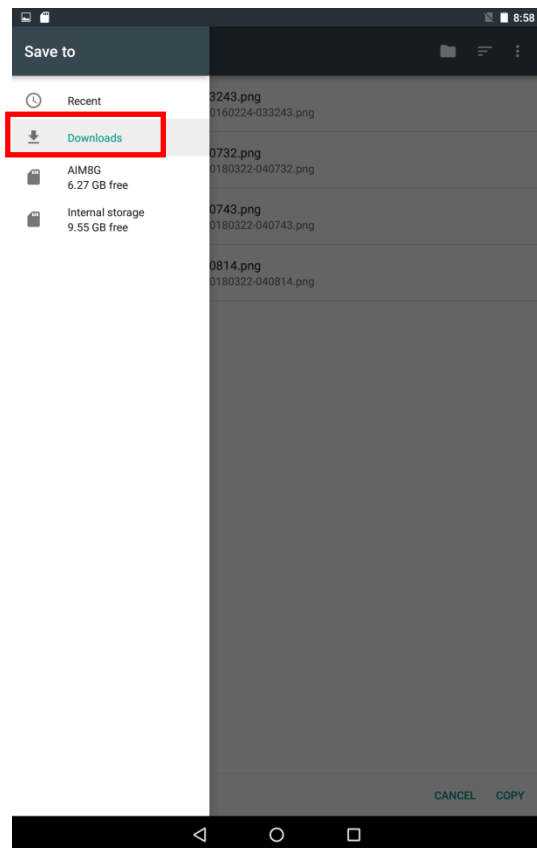 8:58
Save to
Recent
Downloads
AIM8G
6.27 GB free
Internal storage
9.55 GB free
3243.png
0160224-033243.png
0732.png
0180322-040732.png
0743.png
0180322-040743.png
0814.png
0180322-040814.png
CANCEL COPY